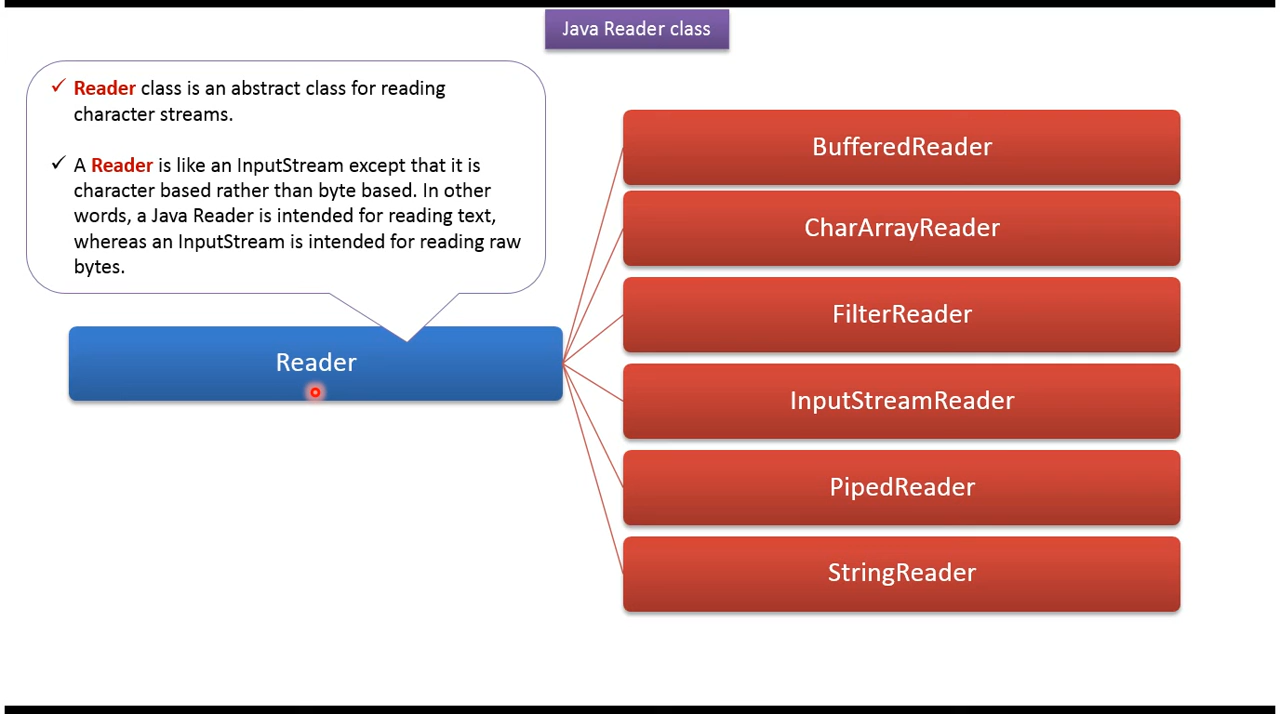 Java Reader class
Reader class is an abstract class for reading
character streams.
A Reader is like an InputStream except that it is
character based rather than byte based. In other
words, a Java Reader is intended for reading text,
whereas an InputStream is intended for reading raw
bytes.
Reader
BufferedReader
CharArrayReader
FilterReader
InputStreamReader
PipedReader
StringReader